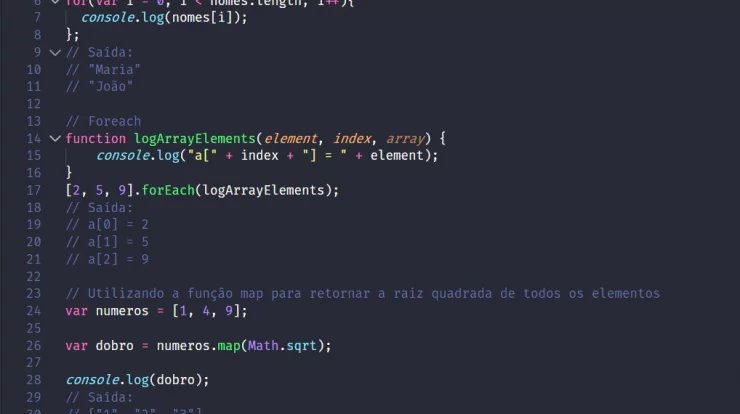 6 for(var i = 0; i < nomes.length; i++){
7 console.log(nomes[i]);
8 };
9 // Saída:
10 // "Maria"
11 // "João"
12
13 // Foreach
14 function logArrayElements(element, index, array) {
15 console.log("a[" + index + "] = " + element);
16 }
17 [2, 5, 9].forEach(logArrayElements);
18 // Saída:
19 // a[0] = 2
20 // a[1] = 5
21 // a[2] = 9
22
23 // Utilizando a função map para retornar a raiz quadrada de todos os elementos
24 var numeros = [1, 4, 9];
25
26 var dobro = numeros.map(Math.sqrt);
27
28 console.log(dobro);
29 // Saída:
30 // ["1", "2", "3"]